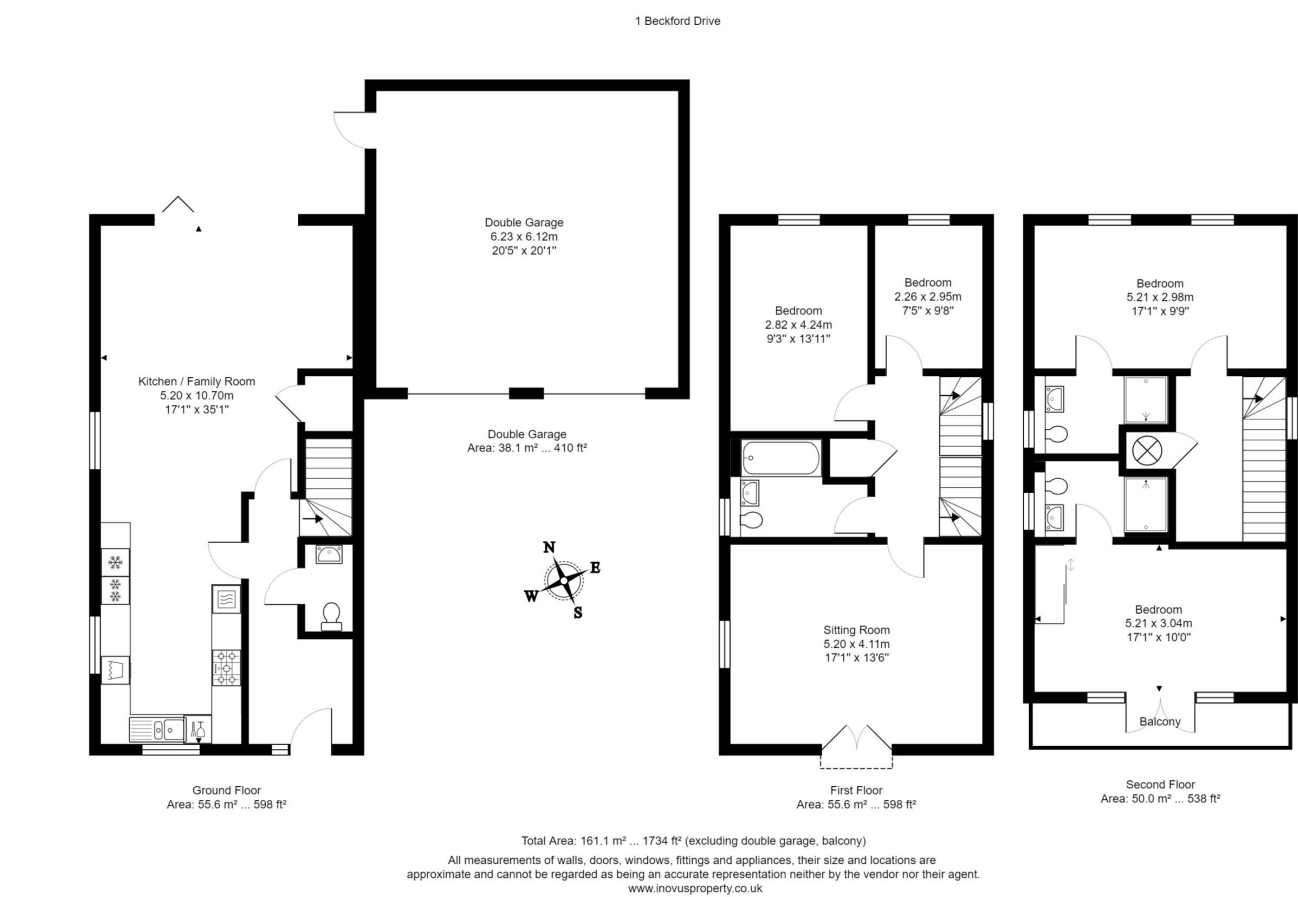 1 Beckford Drive
Double Garage
6.23 x 6.12m
20'5" x 20'1"
Kitchen / Family Room
5.20 x 10.70m
17'1" x 35'1"
Double Garage
Area: 38.1 m² ... 410 ft²
N
E
W
S
Ground Floor
Area: 55.6 m² ... 598 ft²
Bedroom
2.82 x 4.24m
9'3" x 13'11"
Bedroom
2.26 x 2.95m
7'5" x 9'8"
Sitting Room
5.20 x 4.11m
17'1" x 13'6"
First Floor
Area: 55.6 m² ... 598 ft²
Bedroom
5.21 x 2.98m
17'1" x 9'9"
Bedroom
5.21 x 3.04m
17'1" x 10'0"
Balcony
Second Floor
Area: 50.0 m² ... 538 ft²
Total Area: 161.1 m² ... 1734 ft² (excluding double garage, balcony)
All measurements of walls, doors, windows, fittings and appliances, their size and locations are
approximate and cannot be regarded as being an accurate representation neither by the vendor nor their agent.
www.inovusproperty.co.uk